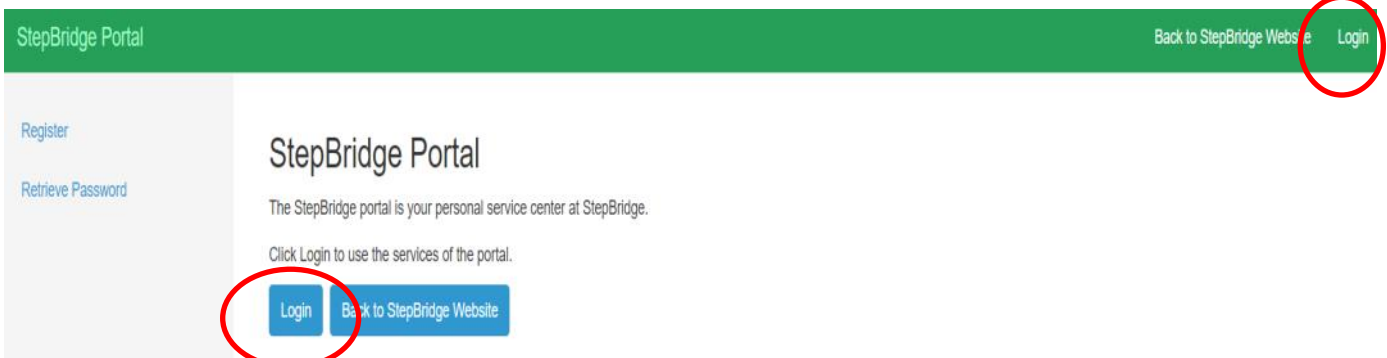 StepBridge Portal
Back to StepBridge Website
Login
Register
Retrieve Password
StepBridge Portal
The StepBridge portal is your personal service center at StepBridge.
Click Login to use the services of the portal.
Login
Back to StepBridge Website